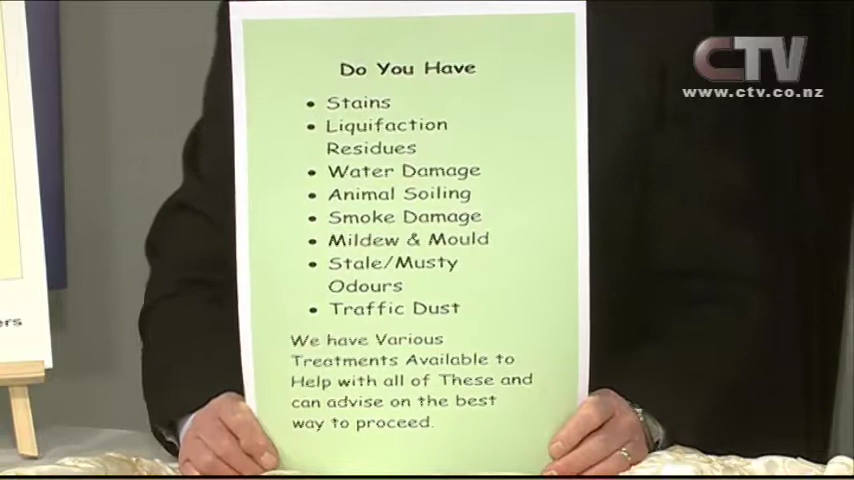 CTV
www.ctv.co.nz
Do You Have
• Stains
• Liquifaction
Residues
• Water Damage
• Animal Soiling
• Smoke Damage
• Mildew & Mould
• Stale/Musty
Odours
• Traffic Dust
We have Various
Treatments Available to
Help with all of These and
can advise on the best
way to proceed.